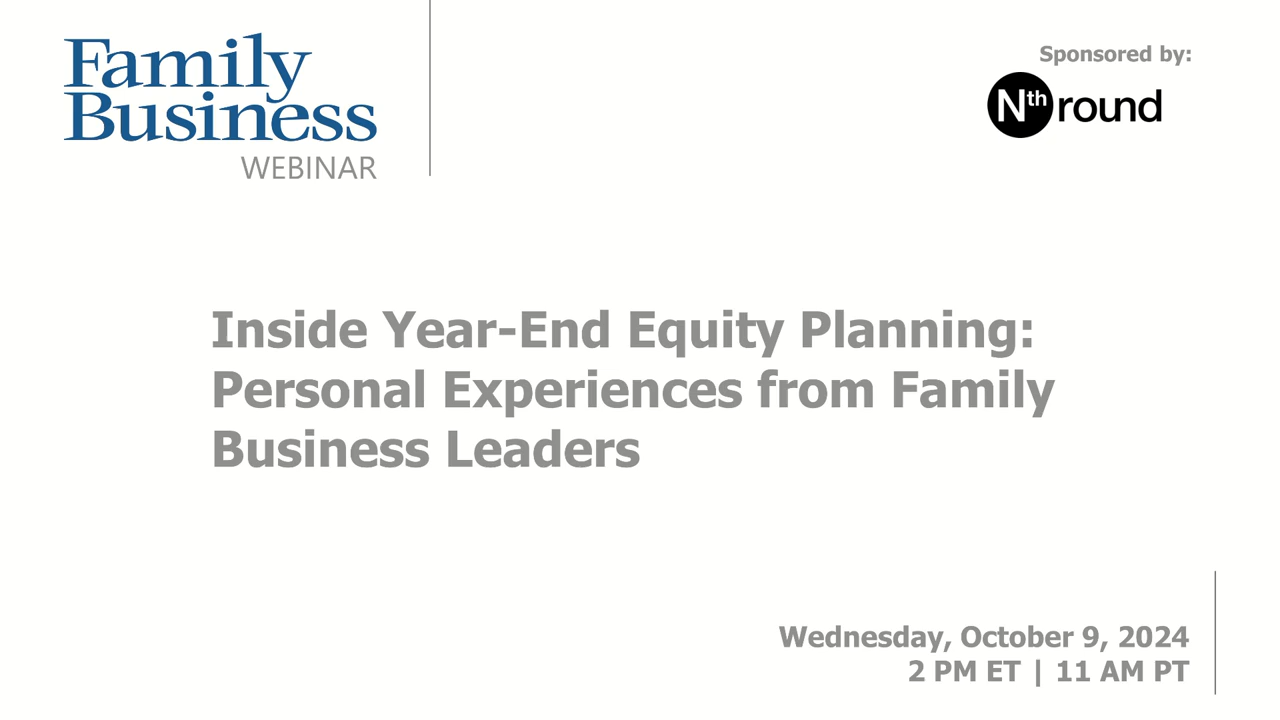 Family
Business
WEBINAR
Sponsored by:
Nth round
Inside Year-End Equity Planning:
Personal Experiences from Family
Business Leaders
Wednesday, October 9, 2024
2 PM ET | 11 AM PT